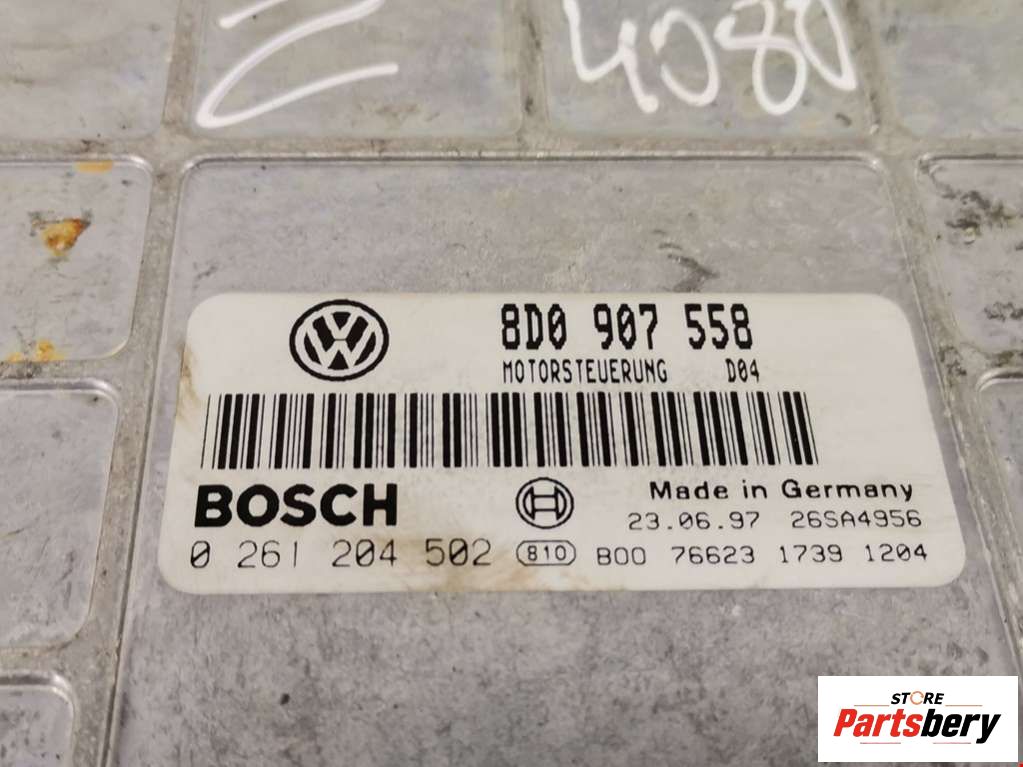 Z 4080
8D0 907 558
MOTORSTEUERUNG D04
BOSCH
Made in Germany
23.06.97 26SA4956
0 261 204 502 810 B00 76623 1739 1204
STORE
Partsbery